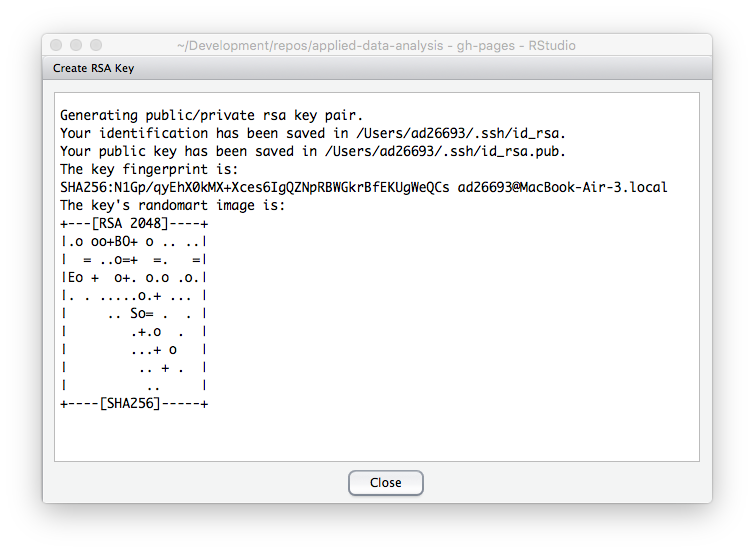 ~/Development/repos/applied-data-analysis - gh-pages - RStudio
Create RSA Key
Generating public/private rsa key pair.
Your identification has been saved in /Users/ad26693/.ssh/id_rsa.
Your public key has been saved in /Users/ad26693/.ssh/id_rsa.pub.
The key fingerprint is:
SHA256:N1Gp/qyEhX0kMX+Xces6IgQZNpRBWGkrBfEKUgWeQCs ad26693@MacBook-Air-3.local
The key's randomart image is:
+---[RSA 2048]----+
|.o oo+BO+ o .. ..|
|  = ..o=+  =.   =|
|Eo +  o+. o.o .o.|
|. . .....o.+ ... |
|     .. So= .  . |
|        .+.o  .  |
|        ...+ o   |
|         .. + .  |
|          ..     |
+----[SHA256]-----+
Close